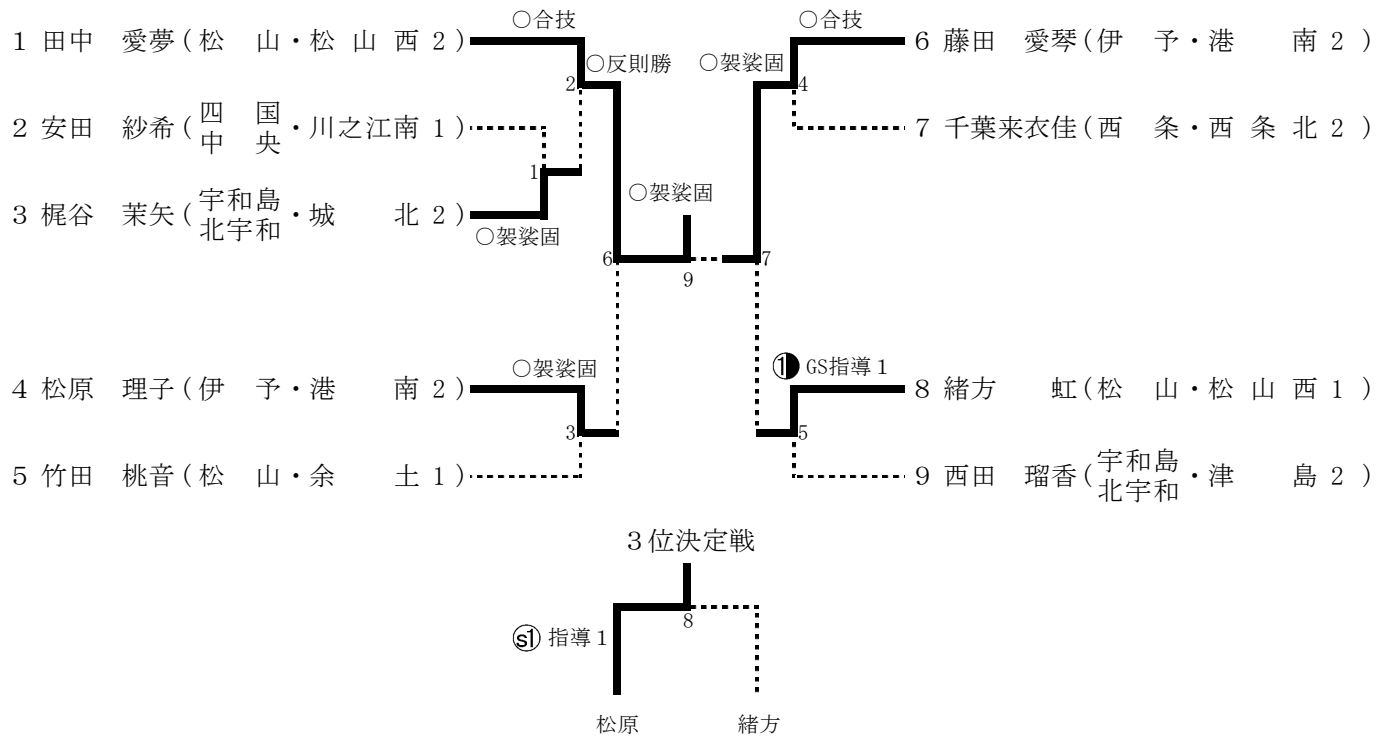 ○合技
1 田中 愛夢(松 山・松 山 西 2)
○反則勝
2
2 安田 紗希(四 国 中 央・川之江南 1)
1
3 梶谷 茉矢(宇和島 北宇和・城 北 2)
○袈裟固
○袈裟固
6
9
○合技
6 藤田 愛琴(伊 予・港 南 2)
○袈裟固
4
7 千葉来衣佳(西 条・西 条 北 2)
7
○袈裟固
4 松原 理子(伊 予・港 南 2)
3
5 竹田 桃音(松 山・余 土 1)
① GS指導1
8 緒方 虹(松 山・松 山 西 1)
5
9 西田 瑠香(宇和島 北宇和・津 島 2)
3位決定戦
8
s1 指導1
松原 緒方